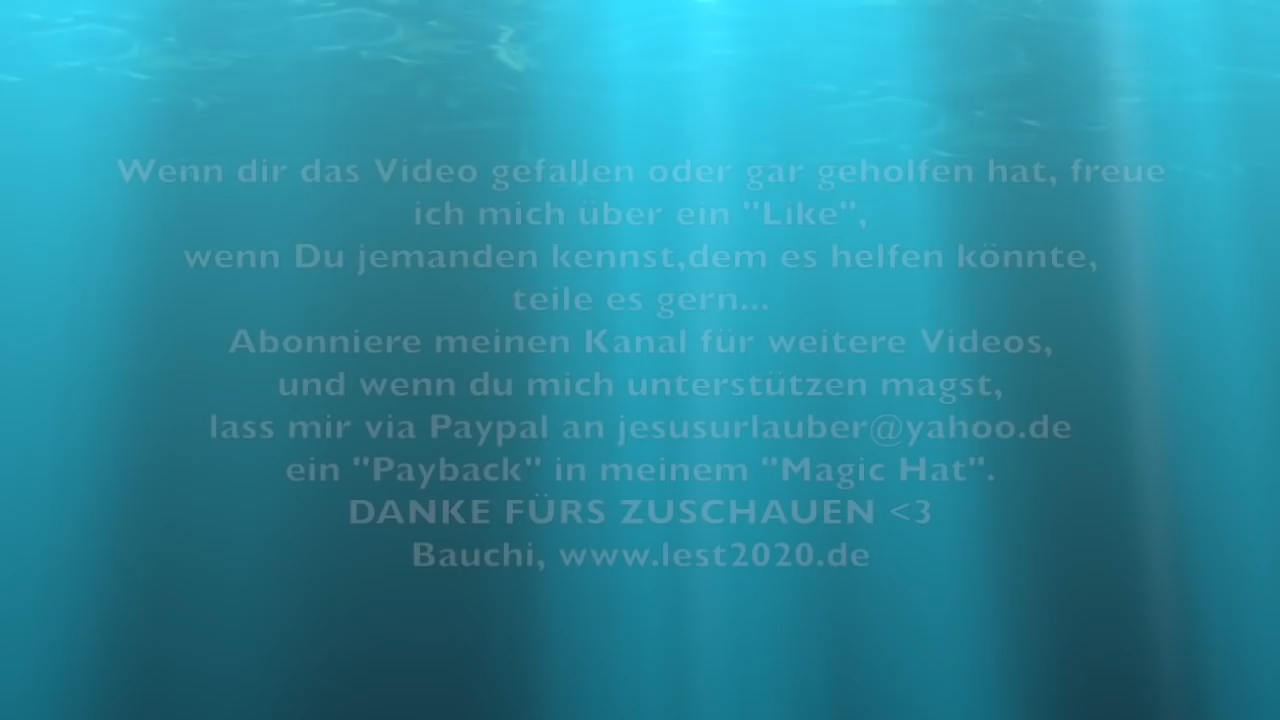 Wenn dir das Video gefallen oder gar geholfen hat, freue
ich mich über ein "Like",
wenn Du jemanden kennst,dem es helfen könnte,
teile es gern...
Abonniere meinen Kanal für weitere Videos,
und wenn du mich unterstützen magst,
lass mir via Paypal an jesusurlauber@yahoo.de
ein "Payback" in meinem "Magic Hat".
DANKE FÜRS ZUSCHAUEN <3
Bauchi, www.lest2020.de